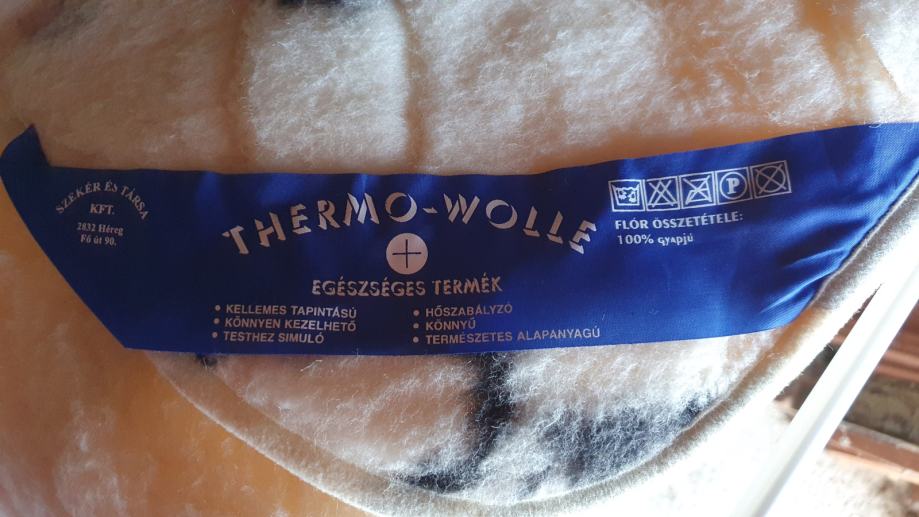 SZEKÉR ÉS TÁRSA
KFT.
2832 Héreg
Fő út 90.
THERMO-WOLLE
EGÉSZSÉGES TERMÉK
• KELLEMES TAPINTÁSÚ
• KÖNNYEN KEZELHETŐ
• TESTHEZ SIMULÓ
• HŐSZABÁLYZÓ
• KÖNNYŰ
• TERMÉSZETES ALAPANYAGÚ
P
FLÓR ÖSSZETÉTELE:
100% gyapjú